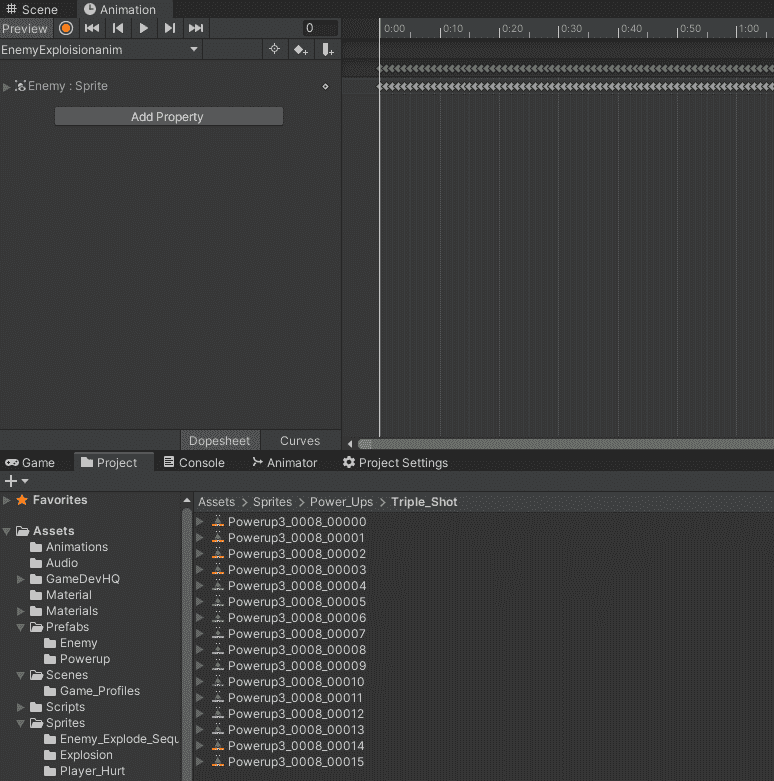 Scene Animation
Preview 0
EnemyExploisionanim
0:00 0:10 0:20 0:30 0:40 0:50 1:00
Enemy : Sprite
Add Property
Dopesheet Curves
Game Project Console Animator Project Settings
Favorites
Assets
Animations
Audio
GameDevHQ
Material
Materials
Prefabs
Enemy
Powerup
Scenes
Game_Profiles
Scripts
Sprites
Enemy_Explode_Sequ
Explosion
Player_Hurt
Assets > Sprites > Power_Ups > Triple_Shot
Powerup3_0008_00000
Powerup3_0008_00001
Powerup3_0008_00002
Powerup3_0008_00003
Powerup3_0008_00004
Powerup3_0008_00005
Powerup3_0008_00006
Powerup3_0008_00007
Powerup3_0008_00008
Powerup3_0008_00009
Powerup3_0008_00010
Powerup3_0008_00011
Powerup3_0008_00012
Powerup3_0008_00013
Powerup3_0008_00014
Powerup3_0008_00015